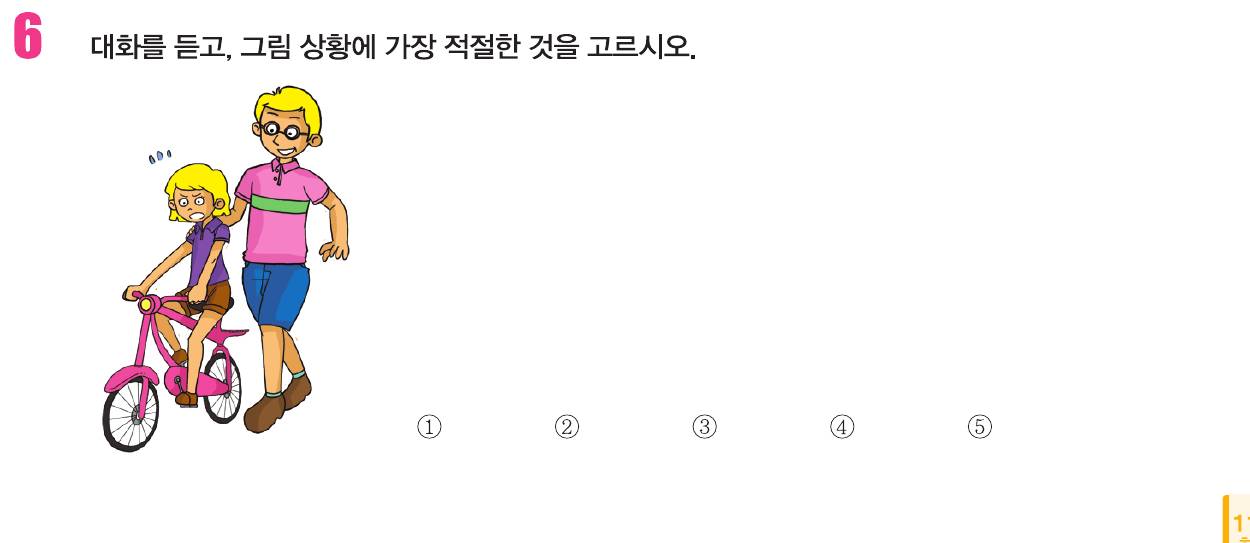 6 대화를 듣고, 그림 상황에 가장 적절한 것을 고르시오.
① ② ③ ④ ⑤